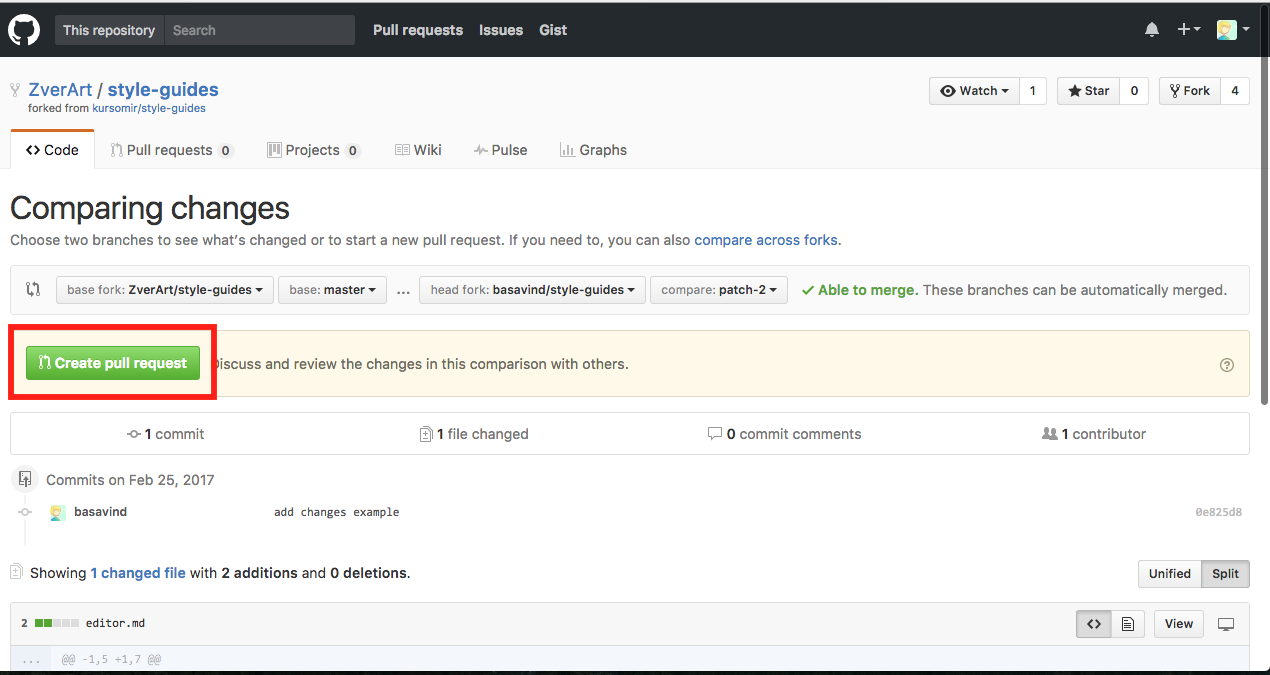 This repository Search Pull requests Issues Gist
ZverArt / style-guides Watch 1 Star 0 Fork 4
forked from kursomir/style-guides
Code Pull requests 0 Projects 0 Wiki Pulse Graphs
Comparing changes
Choose two branches to see what's changed or to start a new pull request. If you need to, you can also compare across forks.
base fork: ZverArt/style-guides base: master ... head fork: basavind/style-guides compare: patch-2 Able to merge. These branches can be automatically merged.
Create pull request iscuss and review the changes in this comparison with others.
1 commit 1 file changed 0 commit comments 1 contributor
Commits on Feb 25, 2017
basavind add changes example 0e825d8
Showing 1 changed file with 2 additions and 0 deletions. Unified Split
2 editor.md <> View
... @@ -1,5 +1,7 @@